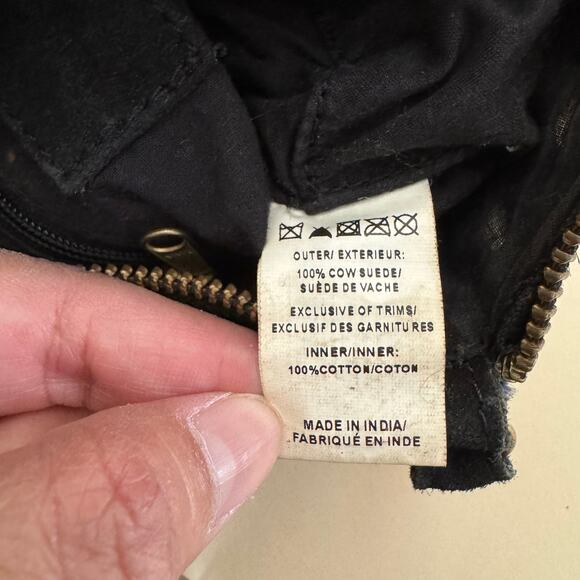 OUTER/ EXTERIEUR:
100% COW SUEDE/
SUÈDE DE VACHE
EXCLUSIVE OF TRIMS/
EXCLUSIF DES GARNITURES
INNER/INNER:
100%COTTON/COTON
MADE IN INDIA/
FABRIQUÉ EN INDE